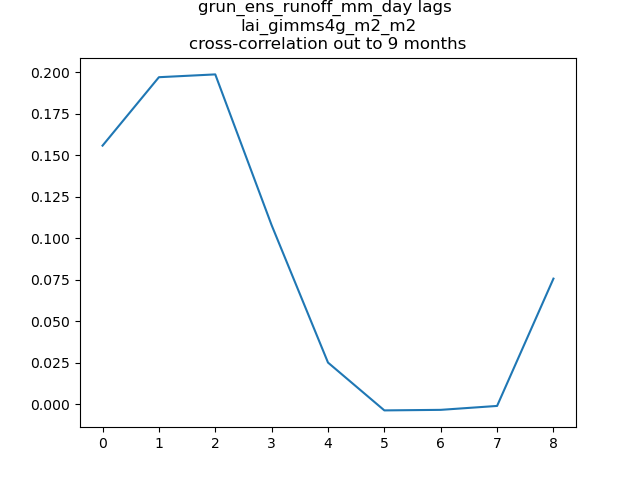 grun_ens_runoff_mm_day lags
lai_gimms4g_m2_m2
cross-correlation out to 9 months
0.200
0.175
0.150
0.125
0.100
0.075
0.050
0.025
0.000
0 1 2 3 4 5 6 7 8